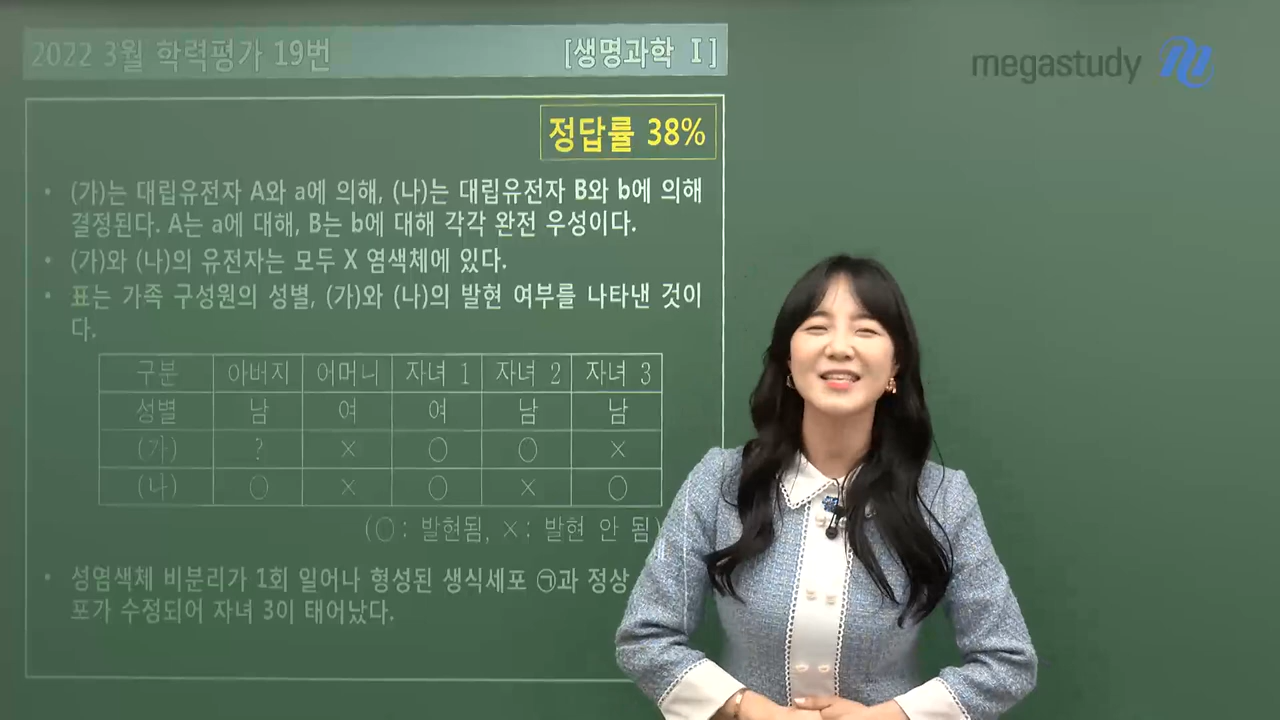 2022 3월 학력평가 19번 [생명과학 Ⅰ]
megastudy
정답률 38%
• (가)는 대립유전자 A와 a에 의해, (나)는 대립유전자 B와 b에 의해
결정된다. A는 a에 대해, B는 b에 대해 각각 완전 우성이다.
• (가)와 (나)의 유전자는 모두 X 염색체에 있다.
• 표는 가족 구성원의 성별, (가)와 (나)의 발현 여부를 나타낸 것이
다.
구분 아버지 어머니 자녀 1 자녀 2 자녀 3
성별 남 여 여 남 남
(가) ? × ○ ○ ×
(나) ○ × ○ × ○
(○: 발현됨, ×: 발현 안 됨)
• 성염색체 비분리가 1회 일어나 형성된 생식세포 ㉠과 정상
포가 수정되어 자녀 3이 태어났다.